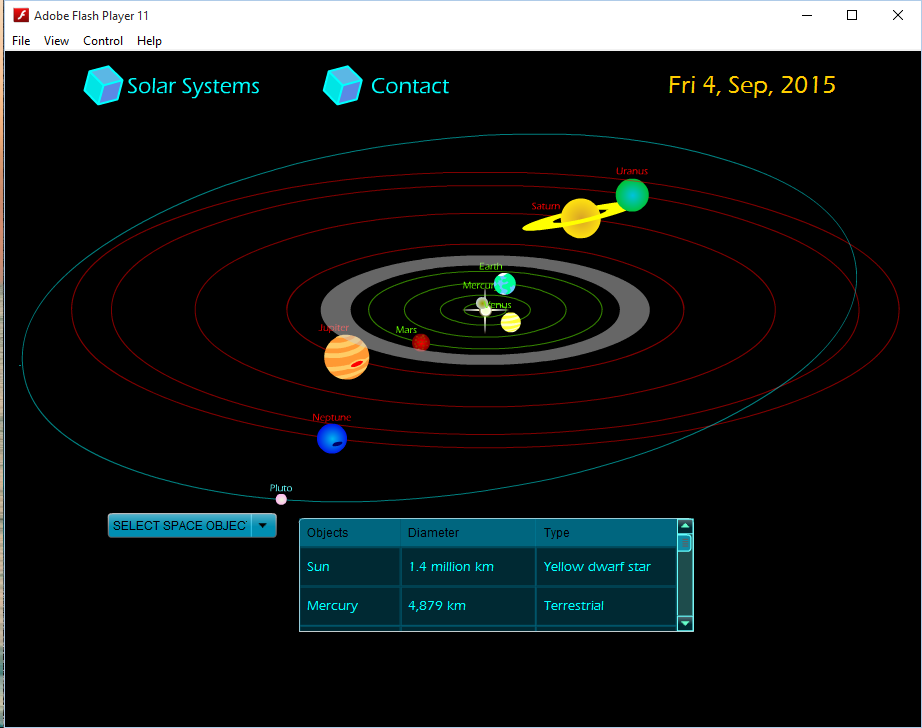 Adobe Flash Player 11
File View Control Help
Solar Systems
Contact
Fri 4, Sep, 2015
Uranus
Saturn
Earth
Mercury
Venus
Jupiter
Mars
Neptune
Pluto
SELECT SPACE OBJEC
Objects Diameter Type
Sun 1.4 million km Yellow dwarf star
Mercury 4,879 km Terrestrial